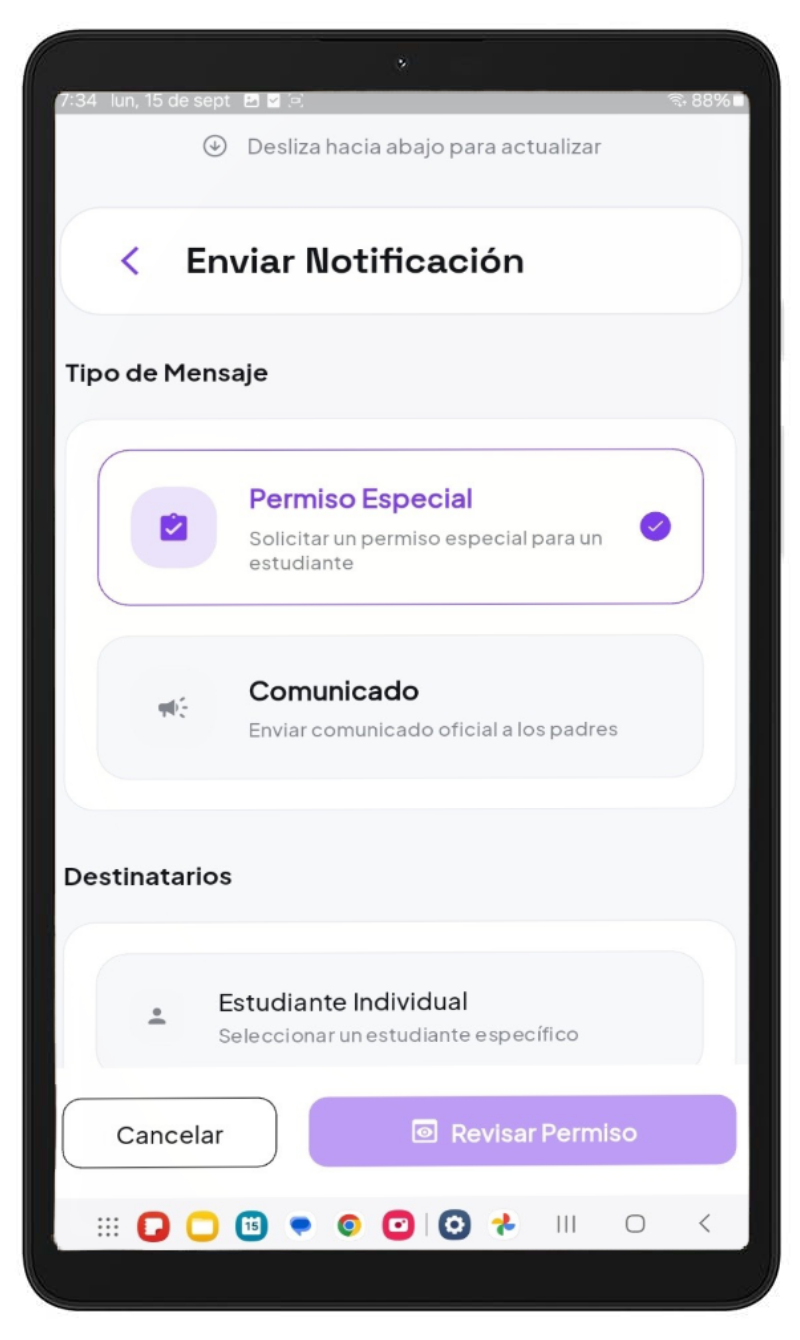 7:34 lun, 15 de sept 88%
Desliza hacia abajo para actualizar
Enviar Notificación
Tipo de Mensaje
Permiso Especial
Solicitar un permiso especial para un
estudiante
Comunicado
Enviar comunicado oficial a los padres
Destinatarios
Estudiante Individual
Seleccionar un estudiante específico
Cancelar
Revisar Permiso
15